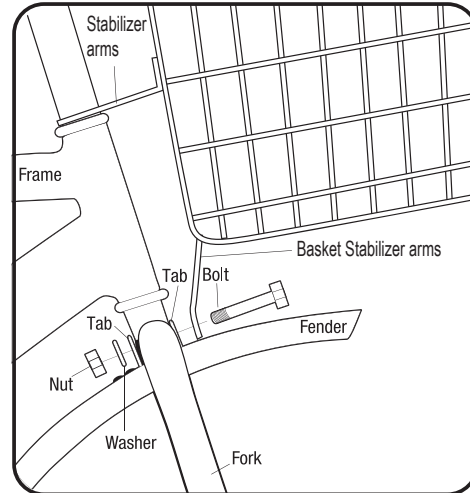 Stabilizer
arms
Frame
Basket Stabilizer arms
Tab
Bolt
Tab
Fender
Nut
Washer
Fork